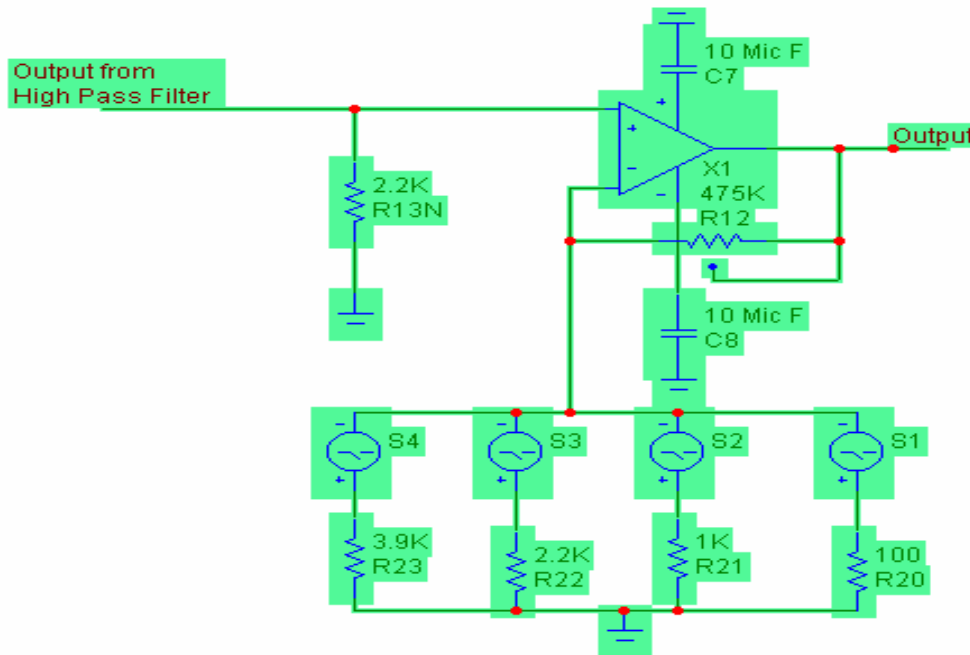 10 Mic F
C7
Output from
High Pass Filter
Output
+
+
-
X1
-
475K
R12
2.2K
R13N
10 Mic F
C8
-
-
-
-
S4
S3
S2
S1
+
+
+
+
3.9K
R23
2.2K
R22
1K
R21
100
R20